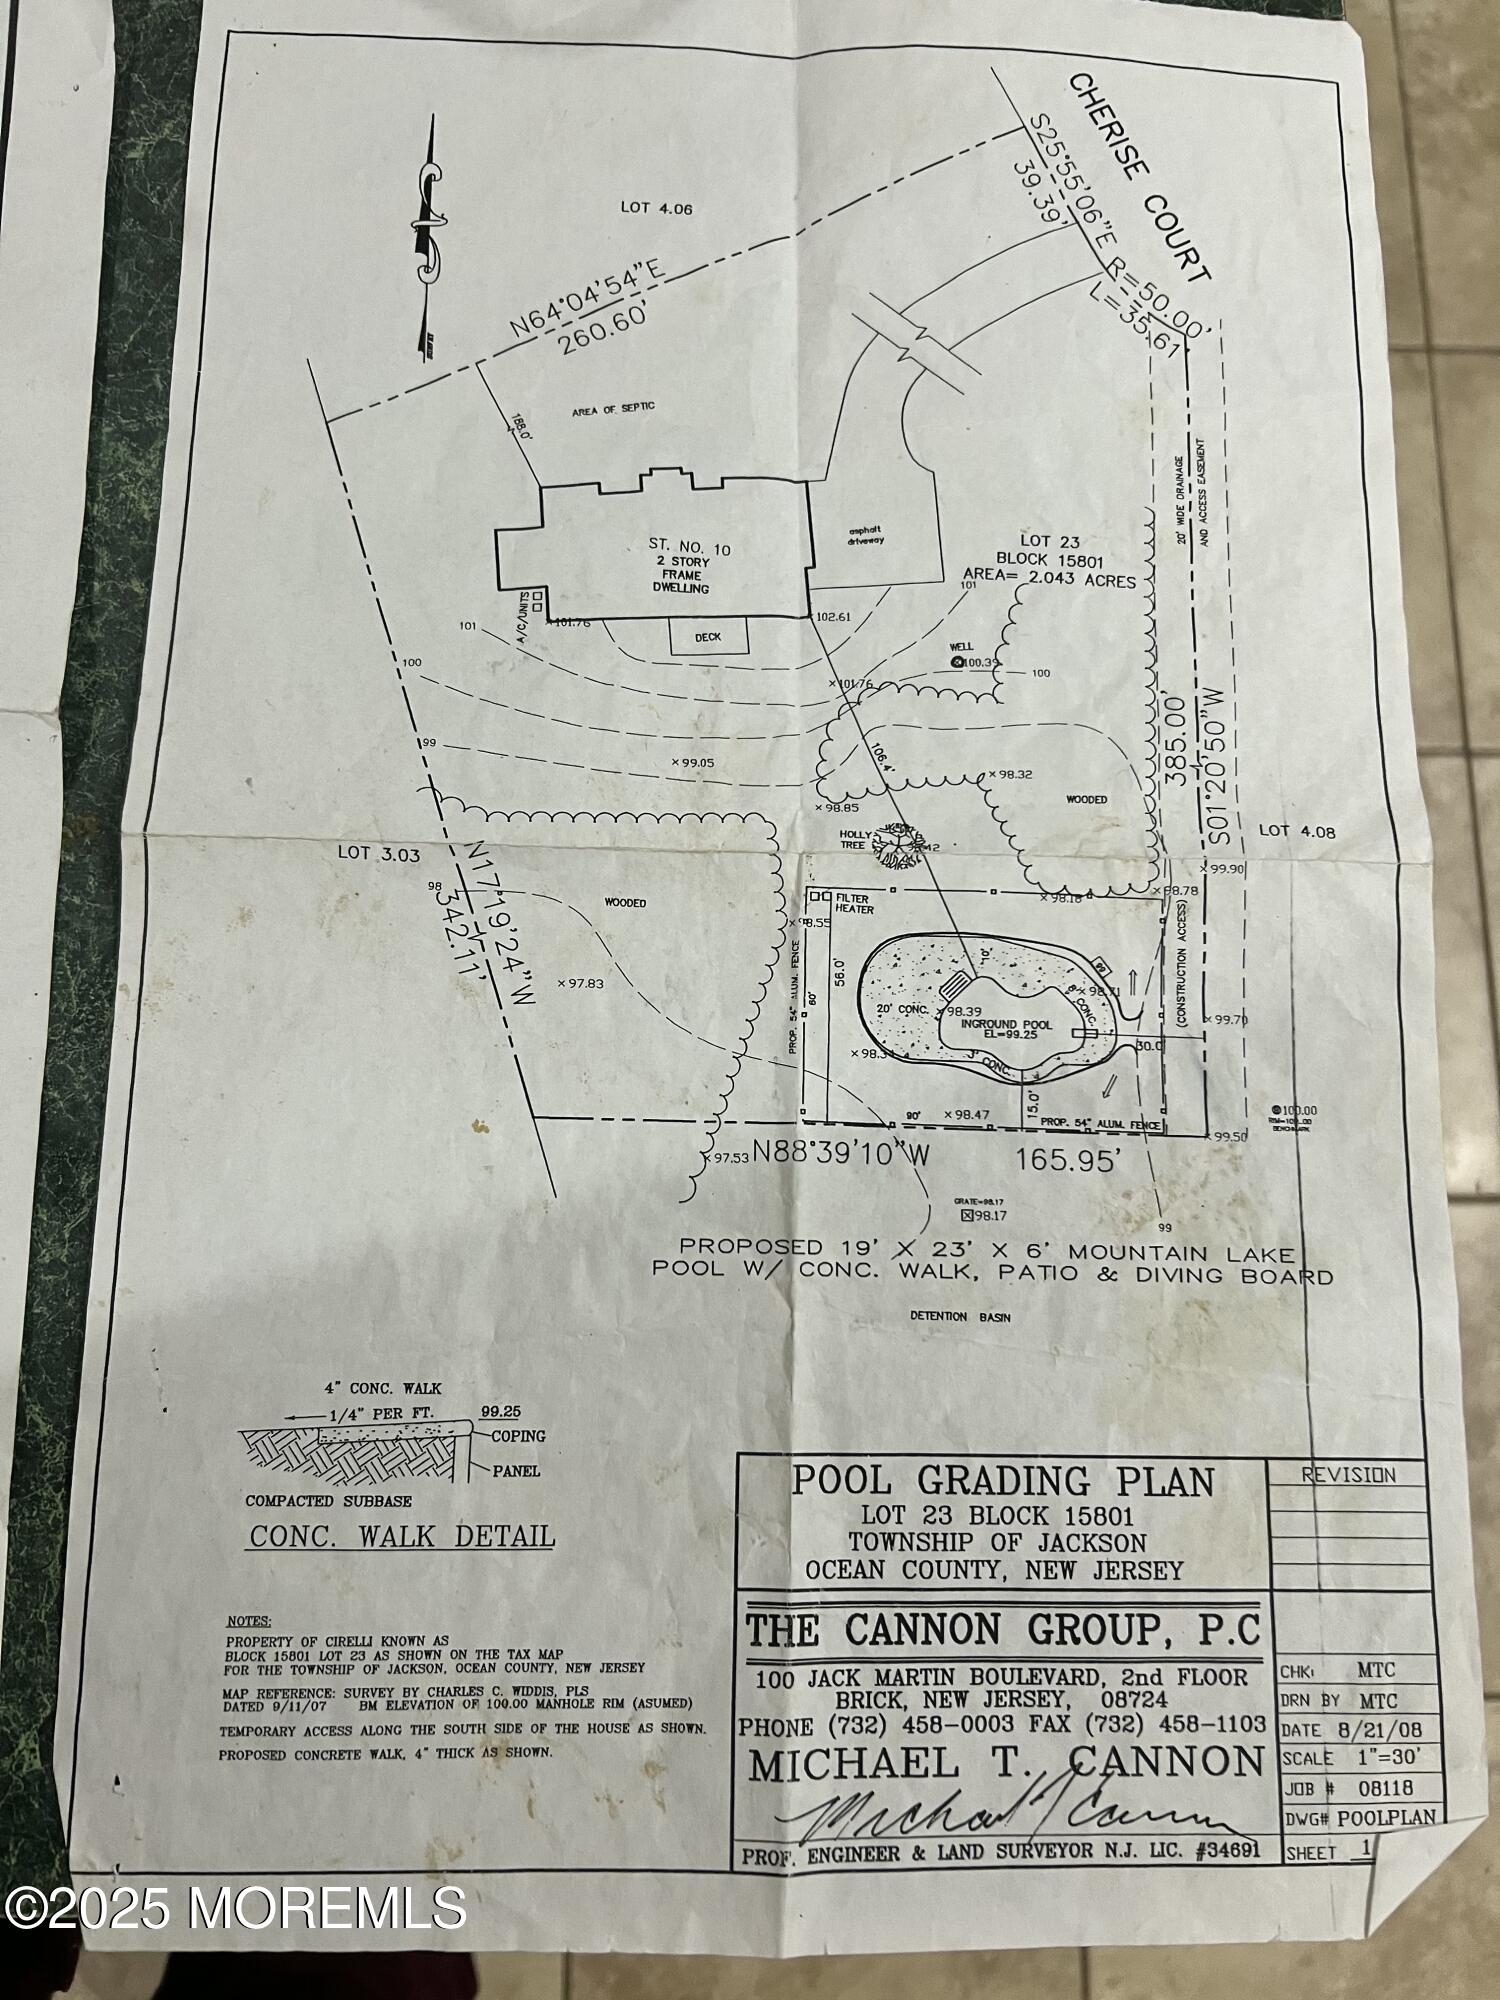 CHERISE COURT
S25°55'06"E
39.39'
R=50.00'
L=35.61'
LOT 4.06
N64°04'54"E
260.60'
188.0'
AREA OF SEPTIC
20' WIDE DRAINAGE
AND ACCESS EASEMENT
asphalt
driveway
ST. NO. 10
2 STORY
FRAME
DWELLING
LOT 23
BLOCK 15801
AREA= 2.043 ACRES
A/C/UNITS
101
101.76
DECK
102.61
101
WELL
100.39
100
100
101.76
99
99.05
106.4'
98.32
98.85
WOODED
385.00'
S01°20'50"W
LOT 4.08
HOLLY
TREE
LOT 3.03
98
N17°19'24"W
342.11'
WOODED
99.90
98.78
98.18
FILTER
HEATER
98.55
56.0'
60'
PROP. 54" ALUM. FENCE
97.83
10'
99
98.71
8' CONC.
20' CONC.
98.39
INGROUND POOL
EL=99.25
3' CONC.
30.0
(CONSTRUCTION ACCESS)
99.70
15.0'
90'
98.47
PROP. 54" ALUM. FENCE
99.50
100.00
97.53
N88°39'10"W
165.95'
GRATE=98.17
98.17
99
PROPOSED 19' X 23' X 6' MOUNTAIN LAKE
POOL W/ CONC. WALK, PATIO & DIVING BOARD
DETENTION BASIN
4" CONC. WALK
1/4" PER FT.
99.25
COPING
PANEL
COMPACTED SUBBASE
CONC. WALK DETAIL
NOTES:
PROPERTY OF CIRELLI KNOWN AS
BLOCK 15801 LOT 23 AS SHOWN ON THE TAX MAP
FOR THE TOWNSHIP OF JACKSON, OCEAN COUNTY, NEW JERSEY
MAP REFERENCE: SURVEY BY CHARLES C. WIDDIS, PLS
DATED 9/11/07 BM ELEVATION OF 100.00 MANHOLE RIM (ASUMED)
TEMPORARY ACCESS ALONG THE SOUTH SIDE OF THE HOUSE AS SHOWN.
PROPOSED CONCRETE WALK, 4" THICK AS SHOWN.
POOL GRADING PLAN
LOT 23 BLOCK 15801
TOWNSHIP OF JACKSON
OCEAN COUNTY, NEW JERSEY
THE CANNON GROUP, P.C
100 JACK MARTIN BOULEVARD, 2nd FLOOR
BRICK, NEW JERSEY, 08724
PHONE (732) 458-0003 FAX (732) 458-1103
MICHAEL T. CANNON
Michael T Cannon
PROF. ENGINEER & LAND SURVEYOR N.J. LIC. #34691
REVISION
CHK: MTC
DRN BY MTC
DATE 8/21/08
SCALE 1"=30'
JOB # 08118
DWG# POOLPLAN
SHEET 1
©2025 MOREMLS